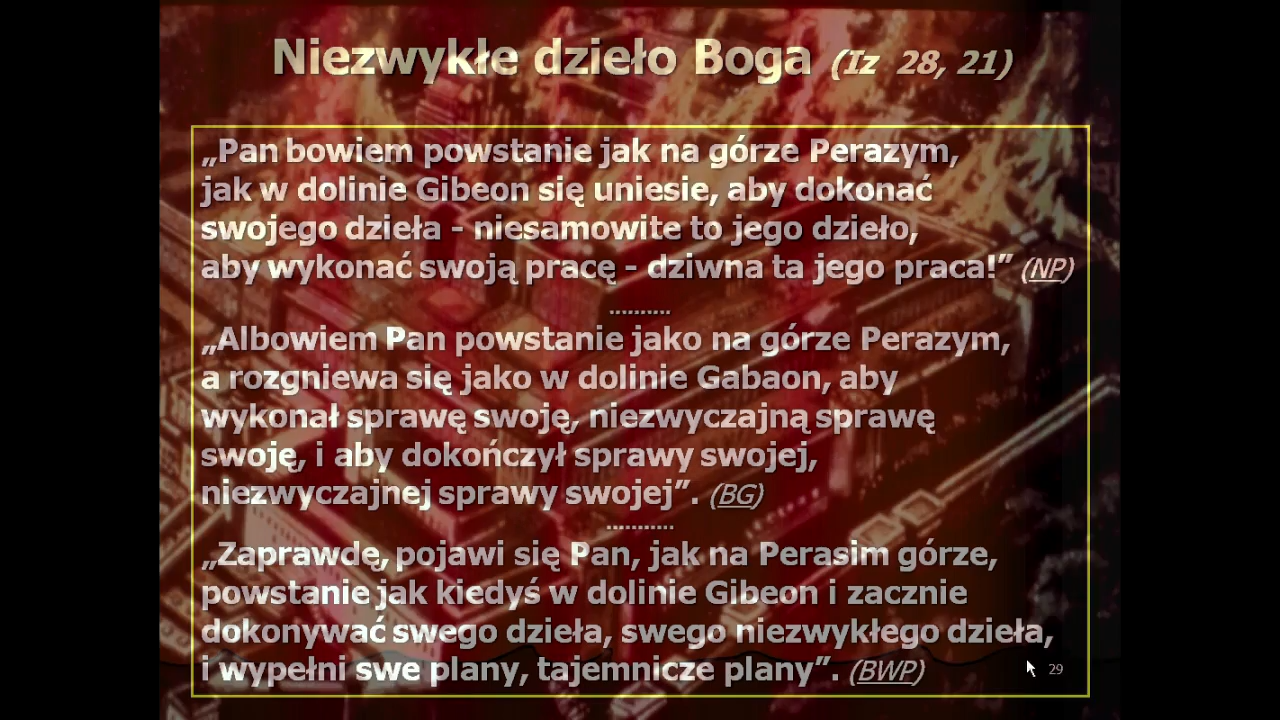 Niezwykłe dzieło Boga (Iz 28, 21)
„Pan bowiem powstanie jak na górze Perazym,
jak w dolinie Gibeon się uniesie, aby dokonać
swojego dzieła - niesamowite to jego dzieło,
aby wykonać swoją pracę - dziwna ta jego praca!” (NP)
..........
„Albowiem Pan powstanie jako na górze Perazym,
a rozgniewa się jako w dolinie Gabaon, aby
wykonał sprawę swoję, niezwyczajną sprawę
swoję, i aby dokończył sprawy swojej,
niezwyczajnej sprawy swojej”. (BG)
...........
„Zaprawdę, pojawi się Pan, jak na Perasim górze,
powstanie jak kiedyś w dolinie Gibeon i zacznie
dokonywać swego dzieła, swego niezwykłego dzieła,
i wypełni swe plany, tajemnicze plany”. (BWP)
29